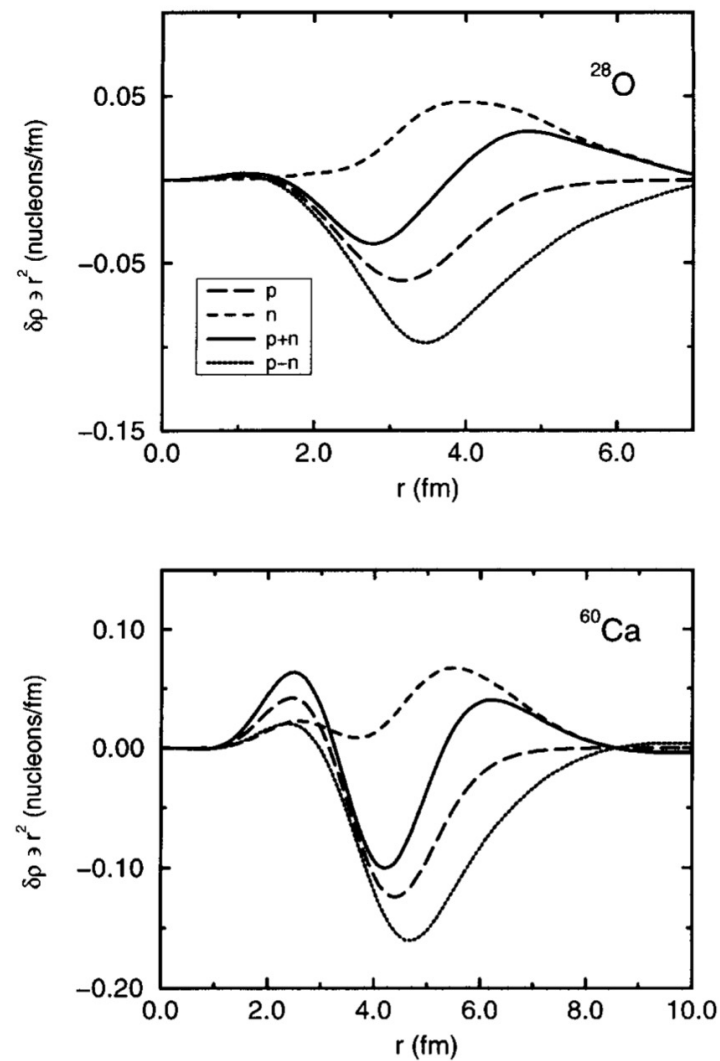 ²⁸O
0.05
−0.05
−0.15
δρ ϶ r² (nucleons/fm)
p
n
p+n
p−n
0.0
2.0
4.0
6.0
r (fm)
⁶⁰Ca
0.10
0.00
−0.10
−0.20
δρ ϶ r² (nucleons/fm)
0.0
2.0
4.0
6.0
8.0
10.0
r (fm)